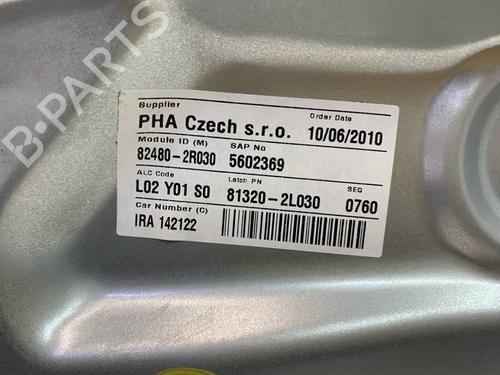 Supplier Order Date
PHA Czech s.r.o. 10/06/2010
Module ID (M) SAP No
82480-2R030 5602369
ALC Code Latch PN SEQ
L02 Y01 S0 81320-2L030 0760
Car Number (C)
IRA 142122
B-PARTS